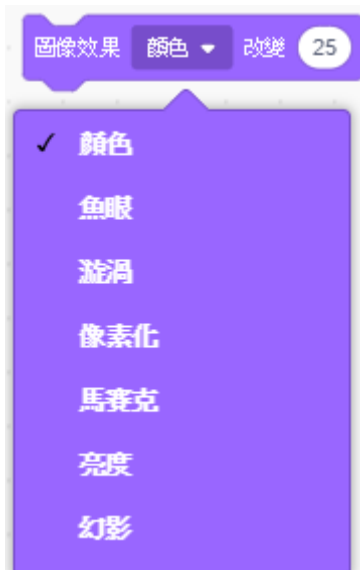 圖像效果 顏色 改變 25
顏色
魚眼
漩渦
像素化
馬賽克
亮度
幻影